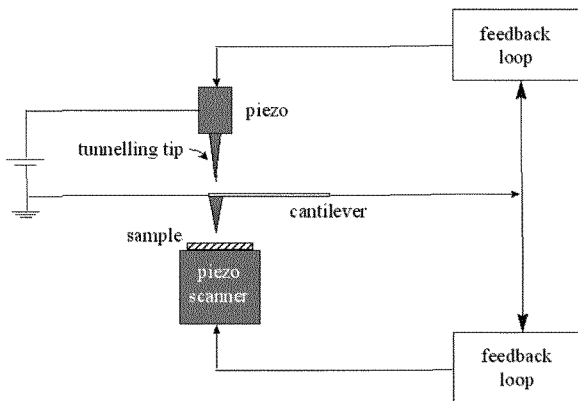 feedback
loop
piezo
tunnelling tip
cantilever
sample
piezo
scanner
feedback
loop